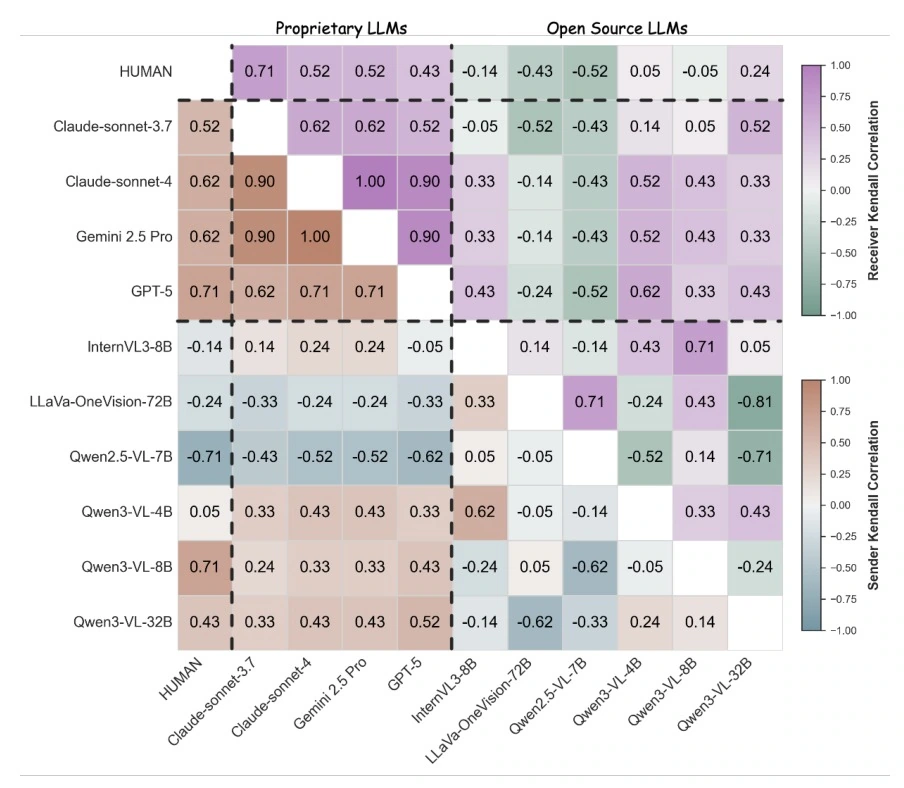 Proprietary LLMs Open Source LLMs
HUMAN 0.71 0.52 0.52 0.43 -0.14 -0.43 -0.52 0.05 -0.05 0.24
Claude-sonnet-3.7 0.52 0.62 0.62 0.52 -0.05 -0.52 -0.43 0.14 0.05 0.52
Claude-sonnet-4 0.62 0.90 1.00 0.90 0.33 -0.14 -0.43 0.52 0.43 0.33
Gemini 2.5 Pro 0.62 0.90 1.00 0.90 0.33 -0.14 -0.43 0.52 0.43 0.33
GPT-5 0.71 0.62 0.71 0.71 0.43 -0.24 -0.52 0.62 0.33 0.43
InternVL3-8B -0.14 0.14 0.24 0.24 -0.05 0.14 -0.14 0.43 0.71 0.05
LLaVa-OneVision-72B -0.24 -0.33 -0.24 -0.24 -0.33 0.33 0.71 -0.24 0.43 -0.81
Qwen2.5-VL-7B -0.71 -0.43 -0.52 -0.52 -0.62 0.05 -0.05 -0.52 0.14 -0.71
Qwen3-VL-4B 0.05 0.33 0.43 0.43 0.33 0.62 -0.05 -0.14 0.33 0.43
Qwen3-VL-8B 0.71 0.24 0.33 0.33 0.43 -0.24 0.05 -0.62 -0.05 -0.24
Qwen3-VL-32B 0.43 0.33 0.43 0.43 0.52 -0.14 -0.62 -0.33 0.24 0.14
HUMAN
Claude-sonnet-3.7
Claude-sonnet-4
Gemini 2.5 Pro
GPT-5
InternVL3-8B
LLaVa-OneVision-72B
Qwen2.5-VL-7B
Qwen3-VL-4B
Qwen3-VL-8B
Qwen3-VL-32B
1.00
0.75
0.50
0.25
0.00
−0.25
−0.50
−0.75
−1.00
Receiver Kendall Correlation
1.00
0.75
0.50
0.25
0.00
−0.25
−0.50
−0.75
−1.00
Sender Kendall Correlation